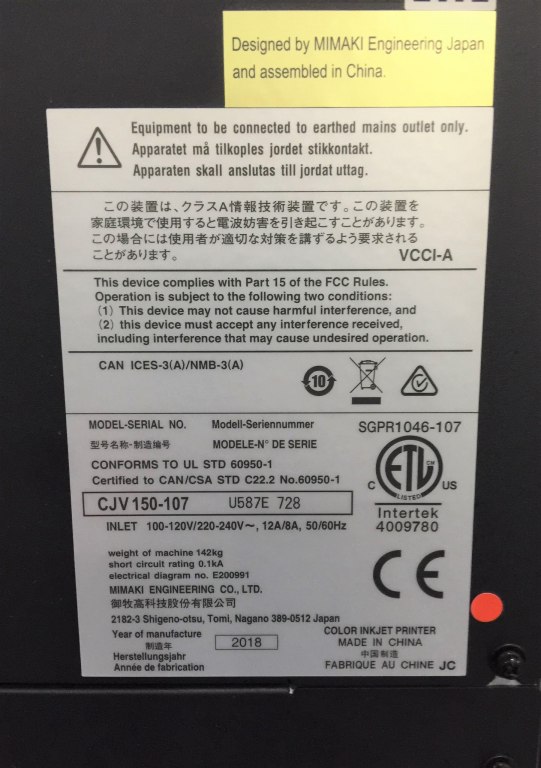 Designed by MIMAKI Engineering Japan
and assembled in China.
Equipment to be connected to earthed mains outlet only.
Apparatet må tilkoples jordet stikkontakt.
Apparaten skall anslutas till jordat uttag.
この装置は、クラスA情報技術装置です。この装置を
家庭環境で使用すると電波妨害を引き起こすことがあります。
この場合には使用者が適切な対策を講ずるよう要求される
ことがあります。 VCCI-A
This device complies with Part 15 of the FCC Rules.
Operation is subject to the following two conditions:
(1) This device may not cause harmful interference, and
(2) this device must accept any interference received,
including interference that may cause undesired operation.
CAN ICES-3(A)/NMB-3(A)
10
MODEL-SERIAL NO. Modell-Seriennummer SGPR1046-107
型号名称·制造編号 MODELE-N° DE SERIE
CONFORMS TO UL STD 60950-1
Certified to CAN/CSA STD C22.2 No.60950-1
ETL CM
C LISTED US
CJV150-107 U587E 728
Intertek
4009780
INLET 100-120V/220-240V～, 12A/8A, 50/60Hz
weight of machine 142kg
short circuit rating 0.1kA
electrical diagram no. E200991
CE
MIMAKI ENGINEERING CO., LTD.
御牧高科技股份有限公司
2182-3 Shigeno-otsu, Tomi, Nagano 389-0512 Japan
Year of manufacture
制造年 2018
Herstellungsjahr
Année de fabrication
COLOR INKJET PRINTER
MADE IN CHINA
中国制造
FABRIQUE AU CHINE JC